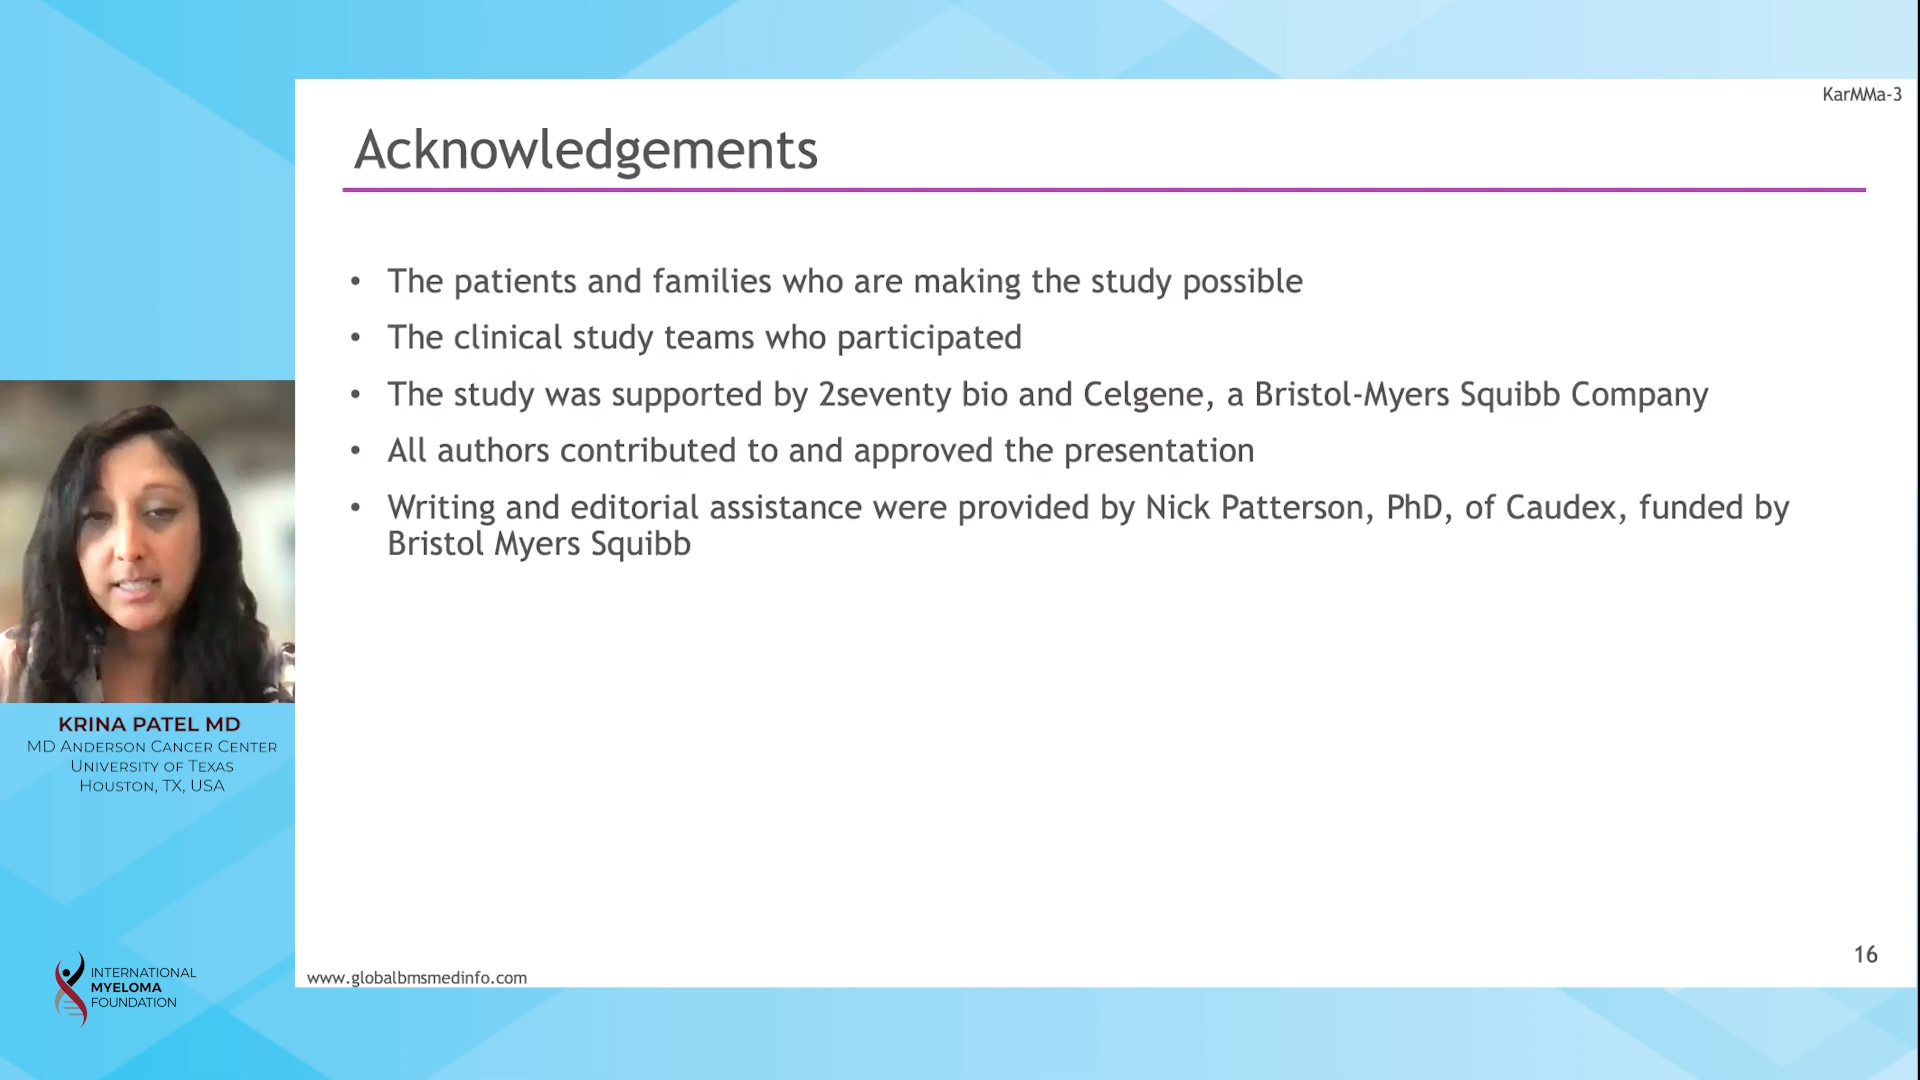 KarMMa-3
Acknowledgements
• The patients and families who are making the study possible
• The clinical study teams who participated
• The study was supported by 2seventy bio and Celgene, a Bristol-Myers Squibb Company
• All authors contributed to and approved the presentation
• Writing and editorial assistance were provided by Nick Patterson, PhD, of Caudex, funded by
Bristol Myers Squibb
KRINA PATEL MD
MD ANDERSON CANCER CENTER
UNIVERSITY OF TEXAS
HOUSTON, TX, USA
INTERNATIONAL
MYELOMA
FOUNDATION
www.globalbmsmedinfo.com
16